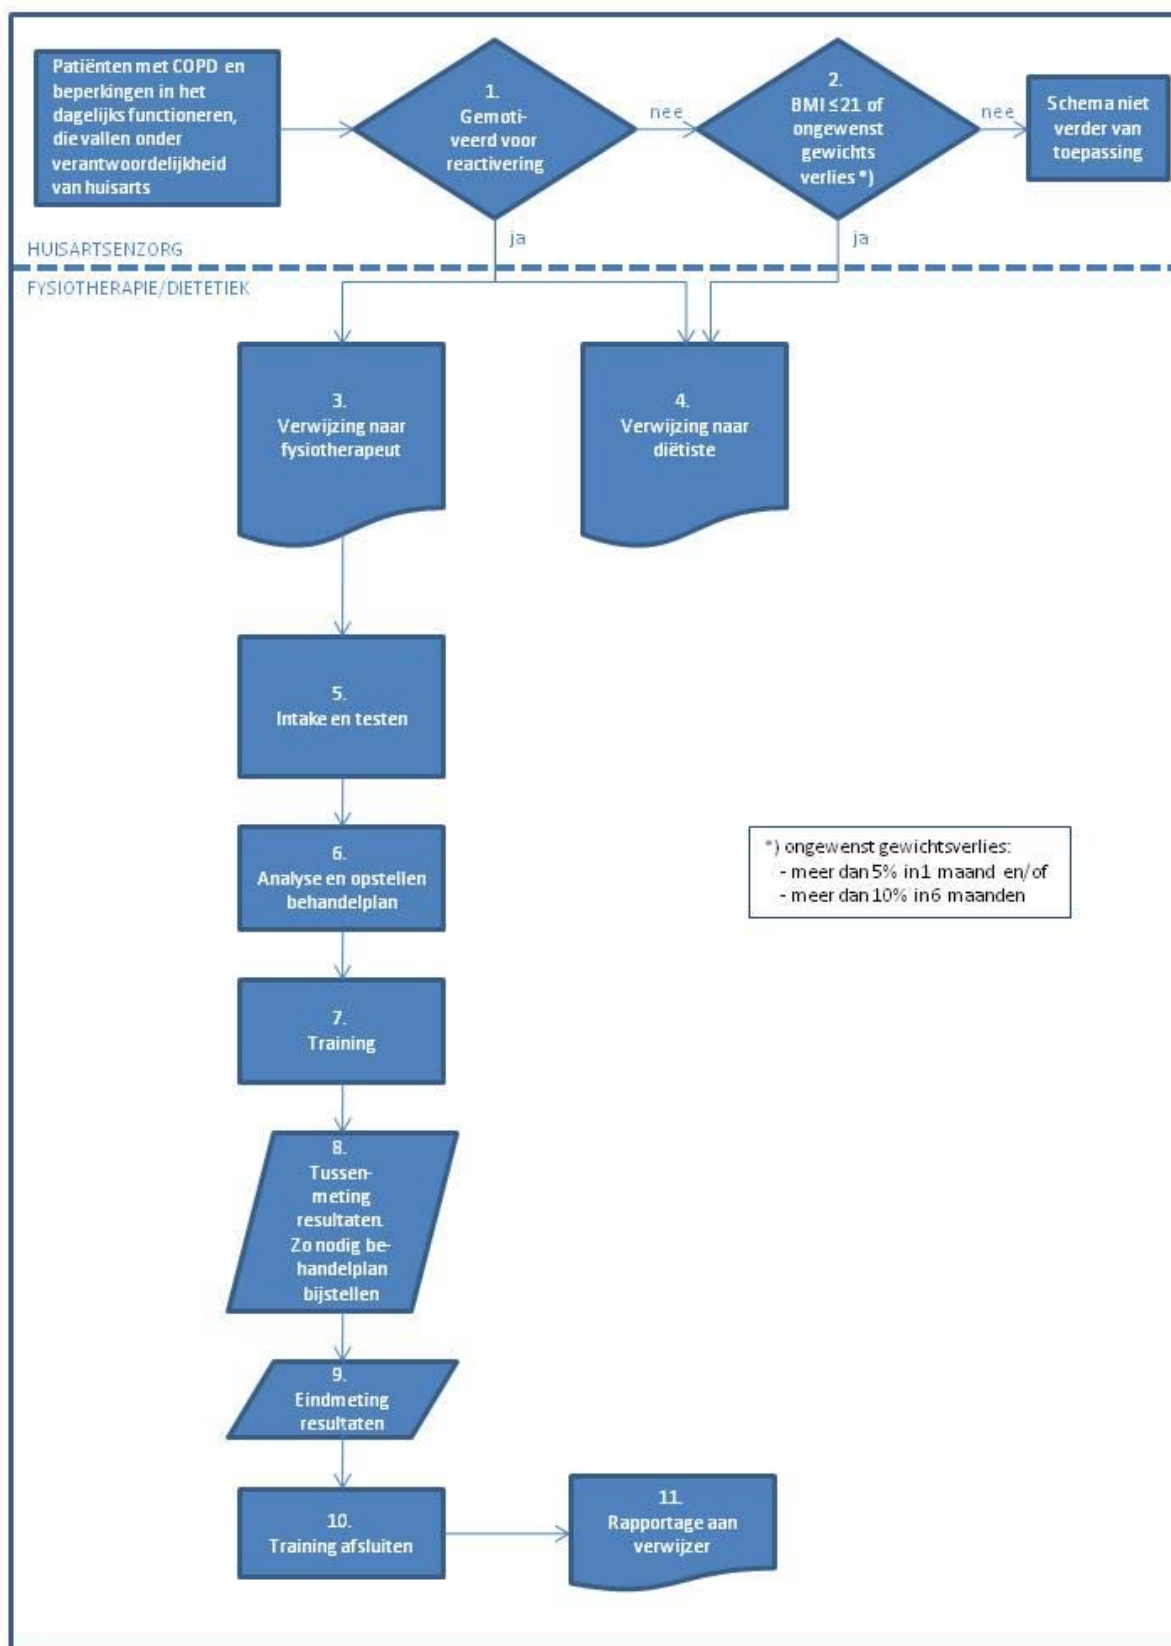 Patiënten met COPD en
beperkingen in het
dagelijks functioneren,
die vallen onder
verantwoordelijkheid
van huisarts
1.
Gemoti-
veerd voor
reactivering
nee
2.
BMI ≤21 of
ongewenst
gewichts
verlies *)
nee
Schema niet
verder van
toepassing
ja
ja
HUISARTSENZORG
FYSIOTHERAPIE/DIETETIEK
3.
Verwijzing naar
fysiotherapeut
4.
Verwijzing naar
diëtiste
5.
Intake en testen
6.
Analyse en opstellen
behandelplan
*) ongewenst gewichtsverlies:
- meer dan 5% in 1 maand en/of
- meer dan 10% in 6 maanden
7.
Training
8.
Tussen-
meting
resultaten.
Zo nodig be-
handelplan
bijstellen
9.
Eindmeting
resultaten
10.
Training afsluiten
11.
Rapportage aan
verwijzer